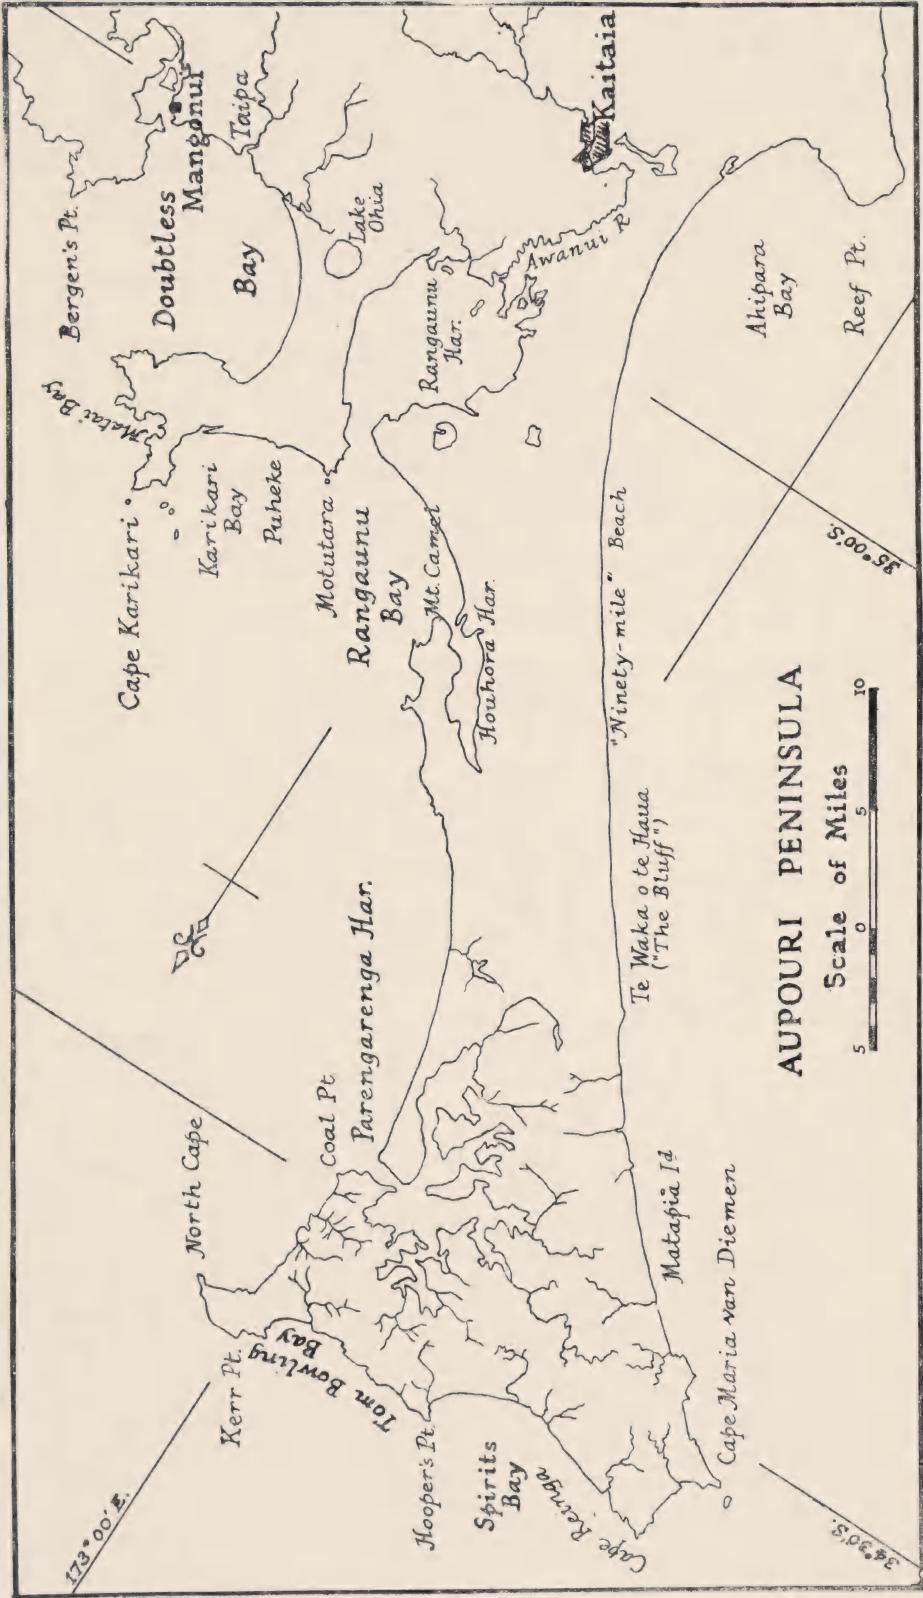 173°00'E.
Kerr Pt.
North Cape
Tom Bowling
Bay
Hooper's Pt.
Spirits
Bay
Cape Reinga
Cape Maria van Diemen
34°30'S.
Matapia Id
Coal Pt.
Parengarenga Har.
Te Waka o te Haua
("The Bluff")
"Ninety-mile" Beach
Houhora Har.
Mt. Camel
Rangaunu
Bay
Motutara
Cape Karikari
Karikari
Bay
Puheke
Matai Bay
Bergen's Pt.
Doubtless
Bay
Mangonui
Taipa
Lake
Ohia
Rangaunu
Har.
Awanui R
Kaitaia
Ahipara
Bay
Reef Pt.
35°00'S.
AUPOURI PENINSULA
Scale of Miles
5 0 5 10